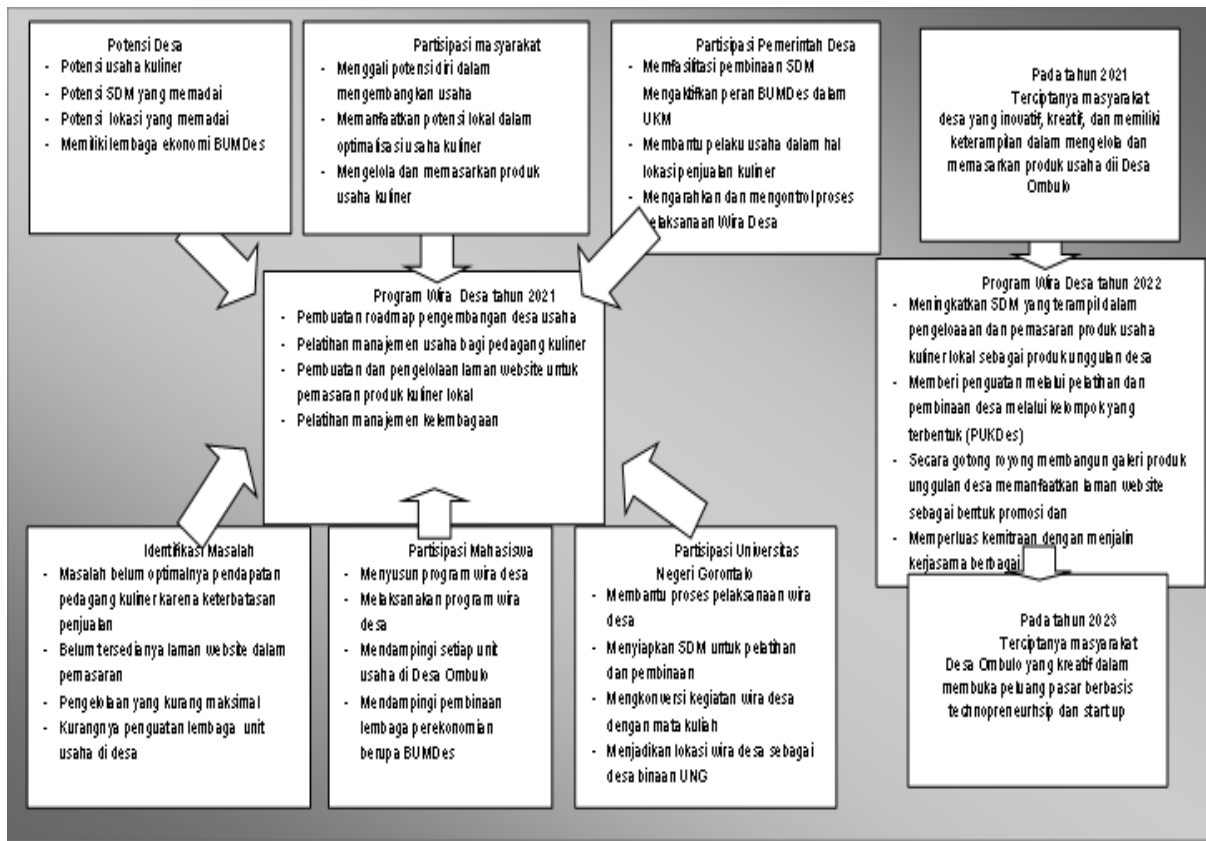 Potensi Desa
- Potensi usaha kuliner
- Potensi SDM yang memadai
- Potensi lokasi yang memadai
- Memiliki lembaga ekonomi BUMDes
Partisipasi masyarakat
- Menggali potensi diri dalam
mengembangkan usaha
- Memanfaatkan potensi lokal dalam
optimalisasi usaha kuliner
- Mengelola dan memasarkan produk
usaha kuliner
Partisipasi Pemerintah Desa
- Memfasilitasi pembinaan SDM
Mengaktifkan peran BUMDes dalam
UKM
- Membantu pelaku usaha dalam hal
lokasi penjualan kuliner
- Mengarahkan dan mengontrol proses
pelaksanaan Wira Desa
Pada tahun 2021
Terciptanya masyarakat
desa yang inovatif, kreatif, dan memiliki
keterampilan dalam mengelola dan
memasarkan produk usaha dii Desa
Ombulo
Program Wira Desa tahun 2021
- Pembuatan roadmap pengembangan desa usaha
- Pelatihan manajemen usaha bagi pedagang kuliner
- Pembuatan dan pengelolaan laman website untuk
pemasaran produk kuliner lokal
- Pelatihan manajemen kelembagaan
Program Wira Desa tahun 2022
- Meningkatkan SDM yang terampil dalam
pengeloaaan dan pemasaran produk usaha
kuliner lokal sebagai produk unggulan desa
- Memberi penguatan melalui pelatihan dan
pembinaan desa melalui kelompok yang
terbentuk (PUKDes)
- Secara gotong royong membangun galeri produk
unggulan desa memanfaatkan laman website
sebagai bentuk promosi dan
- Memperluas kemitraan dengan menjalin
kerjasama berbagai
Identifikasi Masalah
- Masalah belum optimalnya pendapatan
pedagang kuliner karena keterbatasan
penjualan
- Belum tersedianya laman website dalam
pemasaran
- Pengelolaan yang kurang maksimal
- Kurangnya penguatan lembaga unit
usaha di desa
Partisipasi Mahasiswa
- Menyusun program wira desa
- Melaksanakan program wira
desa
- Mendampingi setiap unit
usaha di Desa Ombulo
- Mendampingi pembinaan
lembaga perekonomian
berupa BUMDes
Partisipasi Universitas
Negeri Gorontalo
- Membantu proses pelaksanaan wira
desa
- Menyiapkan SDM untuk pelatihan
dan pembinaan
- Mengkonversi kegiatan wira desa
dengan mata kuliah
- Menjadikan lokasi wira desa sebagai
desa binaan UNG
Pada tahun 2023
Terciptanya masyarakat
Desa Ombulo yang kreatif dalam
membuka peluang pasar berbasis
technopreneurhsip dan start up